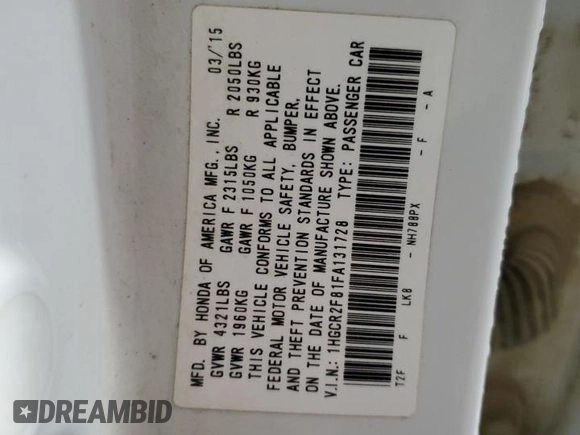 MFD. BY HONDA OF AMERICA MFG., INC. 03/'15
GVWR 4321LBS GAWR F 2315LBS R 2050LBS
GVWR 1960KG GAWR F 1050KG R 930KG
THIS VEHICLE CONFORMS TO ALL APPLICABLE
FEDERAL MOTOR VEHICLE SAFETY, BUMPER,
AND THEFT PREVENTION STANDARDS IN EFFECT
ON THE DATE OF MANUFACTURE SHOWN ABOVE.
V.I.N.: 1HGCR2F81FA131728 TYPE: PASSENGER CAR
T2F F LK8 - NH788PX - F - A
DREAMBID